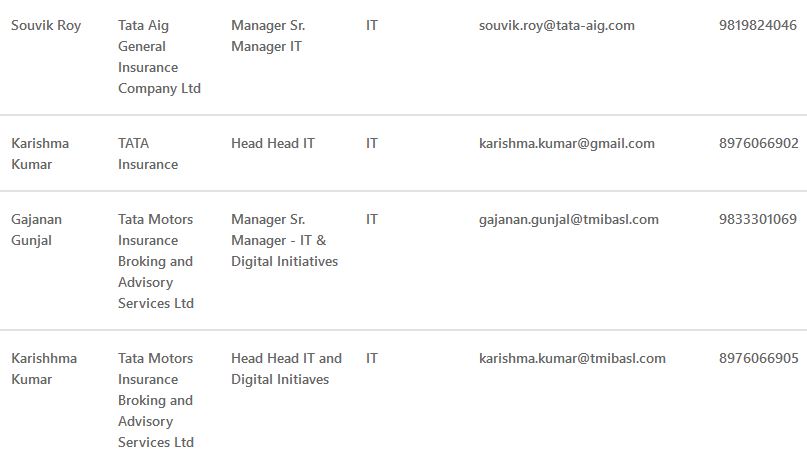 Souvik Roy Tata Aig Manager Sr. IT souvik.roy@tata-aig.com 9819824046
General Manager IT
Insurance
Company Ltd
Karishma TATA Head Head IT IT karishma.kumar@gmail.com 8976066902
Kumar Insurance
Gajanan Tata Motors Manager Sr. IT gajanan.gunjal@tmibasl.com 9833301069
Gunjal Insurance Manager - IT &
Broking and Digital Initiatives
Advisory
Services Ltd
Karishhma Tata Motors Head Head IT and IT karishma.kumar@tmibasl.com 8976066905
Kumar Insurance Digital Initiaves
Broking and
Advisory
Services Ltd